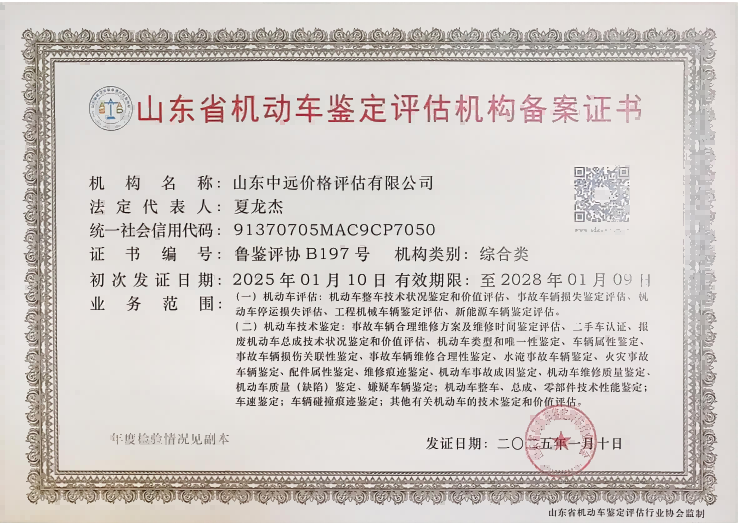 山东省机动车鉴定评估机构备案证书
机构名称：山东中远价格评估有限公司
法定代表人：夏龙杰
统一社会信用代码：91370705MAC9CP7050
证书编号：鲁鉴评协B197号 机构类别：综合类
初次发证日期：2025年01月10日 有效期限：至2028年01月09日
业务范围：（一）机动车评估：机动车整车技术状况鉴定和价值评估、事故车辆损失鉴定评估、机
动车停运损失评估、工程机械车辆鉴定评估、新能源车辆鉴定评估。
（二）机动车技术鉴定：事故车辆合理维修方案及维修时间鉴定评估、二手车认证、报
废机动车总成技术状况鉴定和价值评估、机动车类型和唯一性鉴定、车辆属性鉴定、
事故车辆损伤关联性鉴定、事故车辆维修合理性鉴定、水淹事故车辆鉴定、火灾事故
车辆鉴定、配件属性鉴定、维修痕迹鉴定、机动车事故成因鉴定、机动车维修质量鉴定、
机动车质量（缺陷）鉴定、嫌疑车辆鉴定；机动车整车、总成、零部件技术性能鉴定；
车速鉴定；车辆碰撞痕迹鉴定；其他有关机动车的技术鉴定和价值评估。
年度检验情况见副本
发证日期：二〇二五年一月十日
山东省机动车鉴定评估行业协会监制